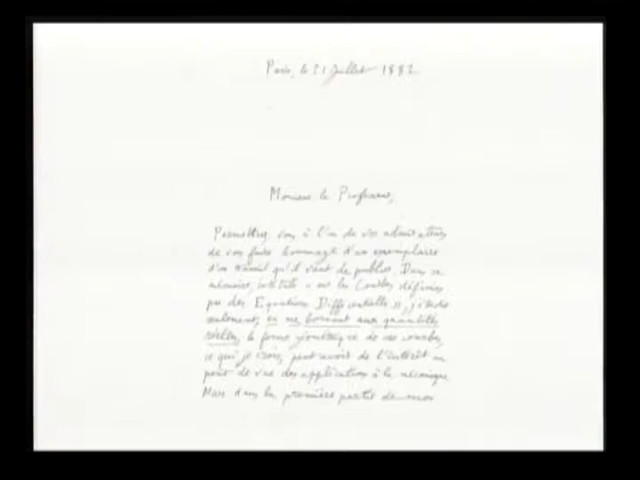 Paris, le 21 Juillet 1882
Monsieur le Professeur,
Permettez vous à l'un de vos admirateurs
de vous faire hommage d'un exemplaire
d'un travail qu'il vient de publier. Dans ce
mémoire, intitulé « sur les Courbes définies
par des Equations Différentielles », j'étudie
seulement, en me bornant aux quantités
réelles, la forme géométrique de ces courbes,
ce qui je crois, peut avoir de l'intérêt au
point de vue des applications à la mécanique
Mais dans la première partie de mon